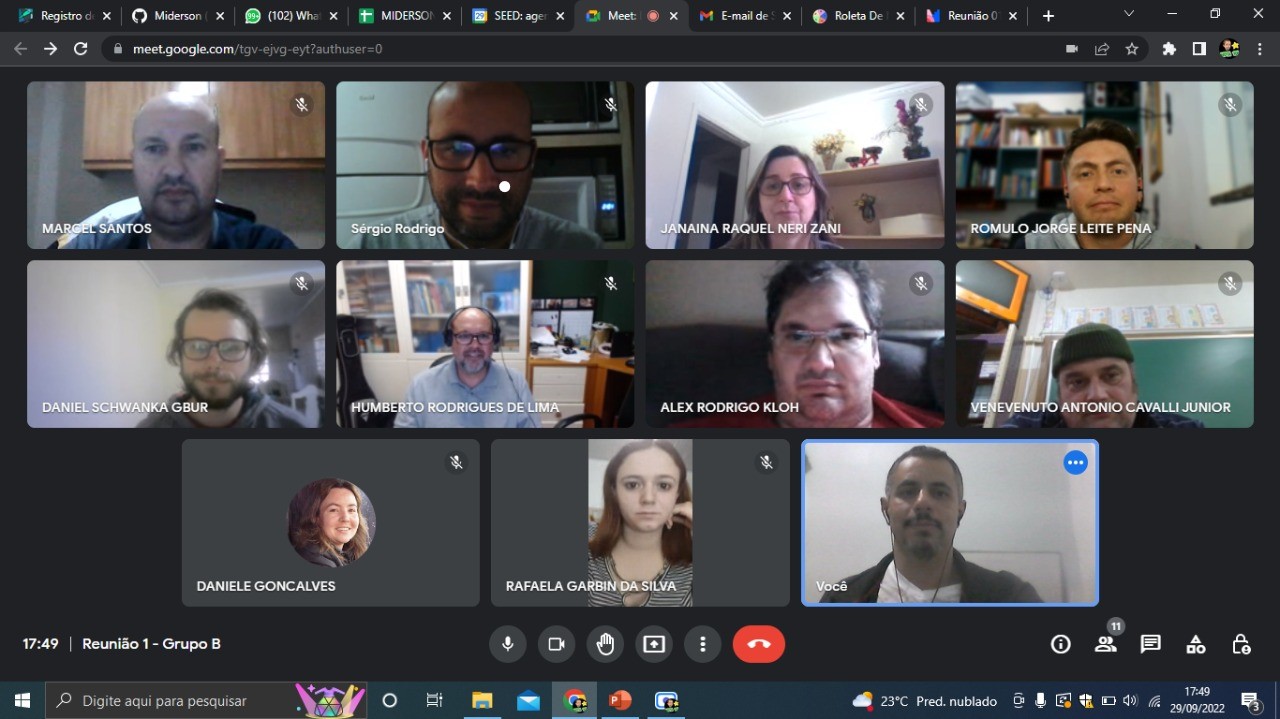 Registro d
Miderson (
(102) Wha
MIDERSON
SEED: age
Meet:
E-mail de S
Roleta De
Reunião 0
meet.google.com/tgv-ejvg-eyt?authuser=0
MARCEL SANTOS
Sérgio Rodrigo
JANAINA RAQUEL NERI ZANI
ROMULO JORGE LEITE PENA
DANIEL SCHWANKA GBUR
HUMBERTO RODRIGUES DE LIMA
ALEX RODRIGO KLOH
VENEVENUTO ANTONIO CAVALLI JUNIOR
DANIELE GONCALVES
RAFAELA GARBIN DA SILVA
Você
17:49 | Reunião 1 - Grupo B
11
Digite aqui para pesquisar
23°C Pred. nublado
17:49
29/09/2022
3